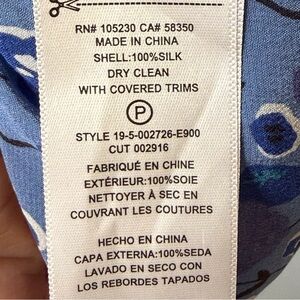 RN# 105230 CA# 58350
MADE IN CHINA
SHELL:100%SILK
DRY CLEAN
WITH COVERED TRIMS
P
STYLE 19-5-002726-E900
CUT 002916
FABRIQUÉ EN CHINE
EXTÉRIEUR:100%SOIE
NETTOYER À SEC EN
COUVRANT LES COUTURES
HECHO EN CHINA
CAPA EXTERNA:100%SEDA
LAVADO EN SECO CON
LOS REBORDES TAPADOS